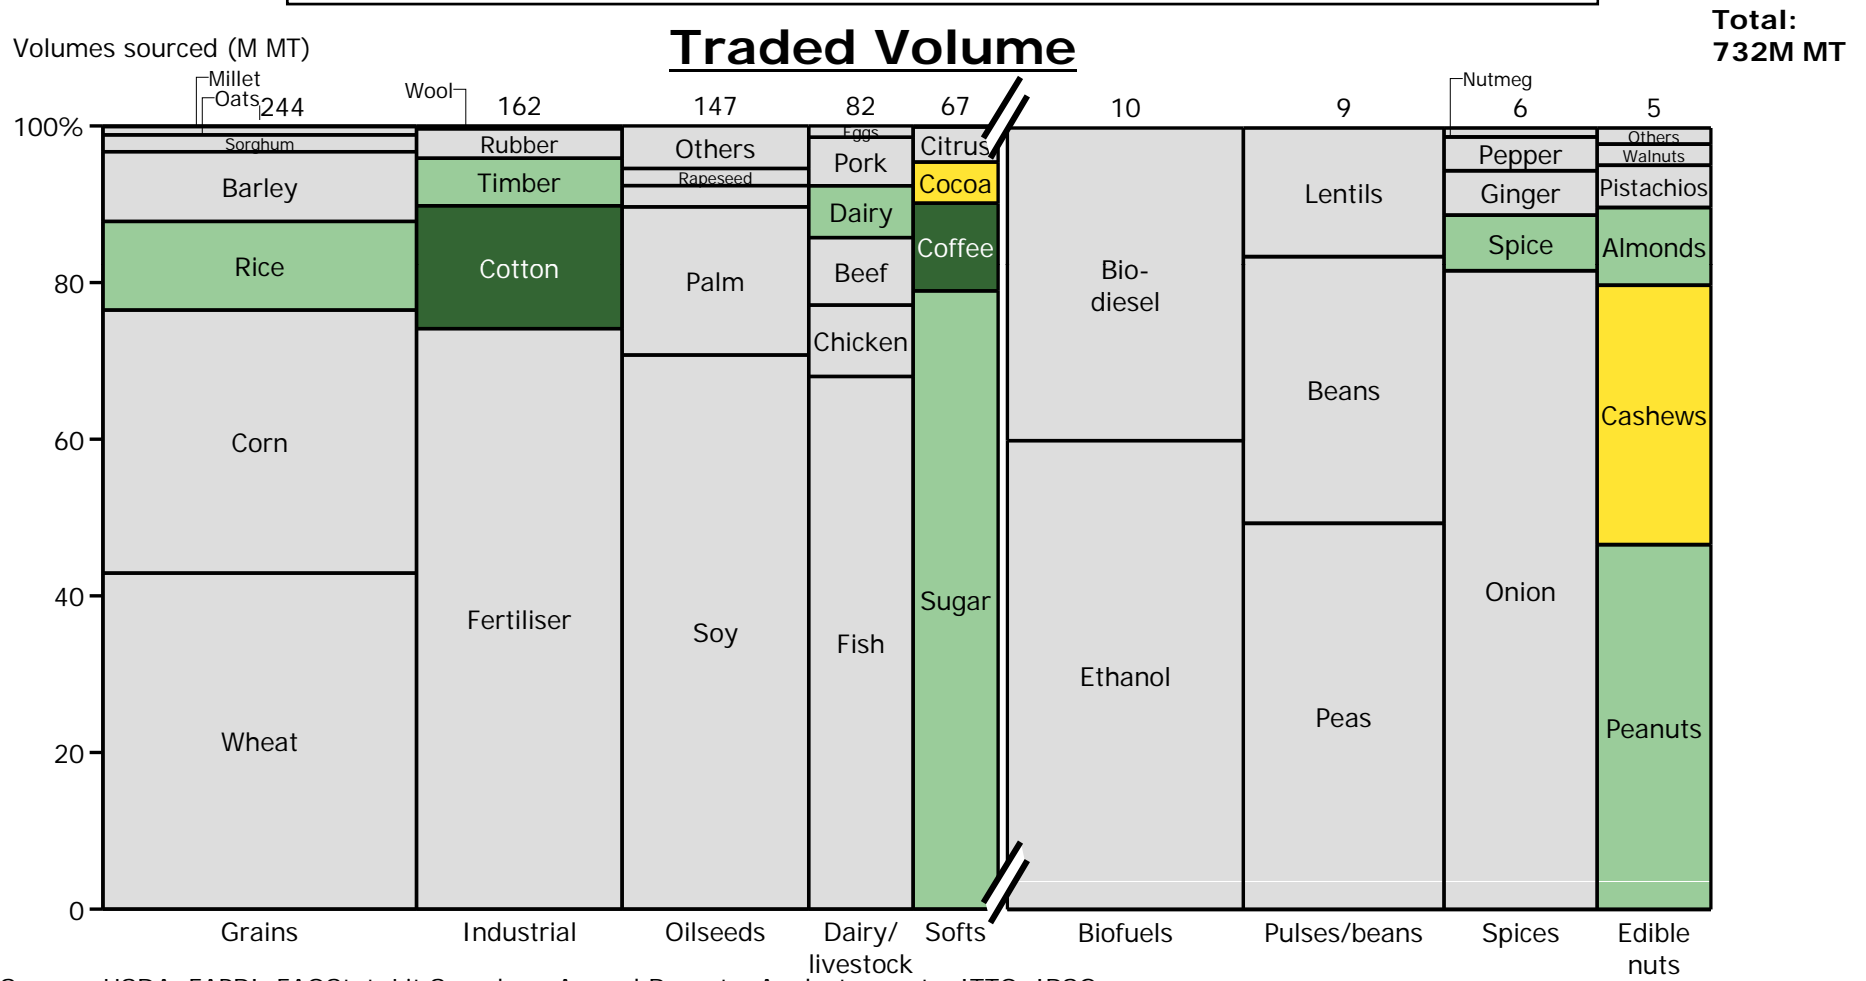 Total:
732M MT
Volumes sourced (M MT)
Traded Volume
Millet
Oats
Wool
Nutmeg
244
162
147
82
67
10
9
6
5
100%
80
60
40
20
0
Sorghum
Barley
Rice
Corn
Wheat
Rubber
Timber
Cotton
Fertiliser
Others
Rapeseed
Palm
Soy
Eggs
Pork
Dairy
Beef
Chicken
Fish
Citrus
Cocoa
Coffee
Sugar
Bio-
diesel
Ethanol
Lentils
Beans
Peas
Pepper
Ginger
Spice
Onion
Others
Walnuts
Pistachios
Almonds
Cashews
Peanuts
Grains
Industrial
Oilseeds
Dairy/
livestock
Softs
Biofuels
Pulses/beans
Spices
Edible
nuts